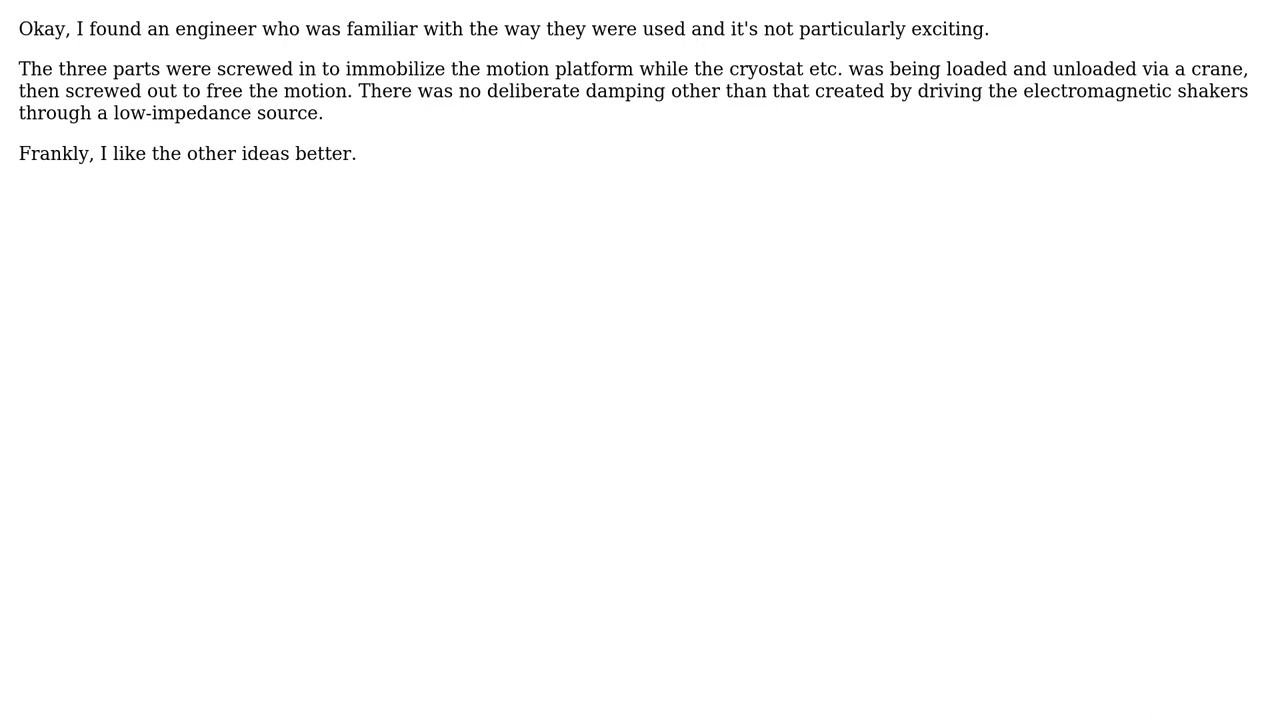 Okay, I found an engineer who was familiar with the way they were used and it's not particularly exciting.
The three parts were screwed in to immobilize the motion platform while the cryostat etc. was being loaded and unloaded via a crane,
then screwed out to free the motion. There was no deliberate damping other than that created by driving the electromagnetic shakers
through a low-impedance source.
Frankly, I like the other ideas better.